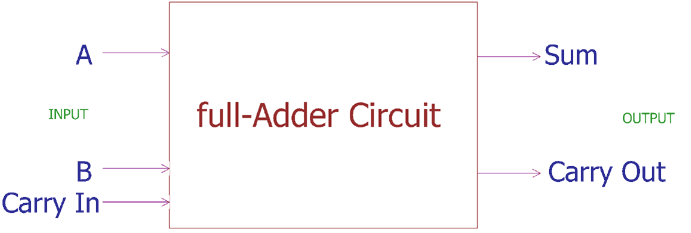 A
Sum
INPUT
full-Adder Circuit
OUTPUT
B
Carry Out
Carry In